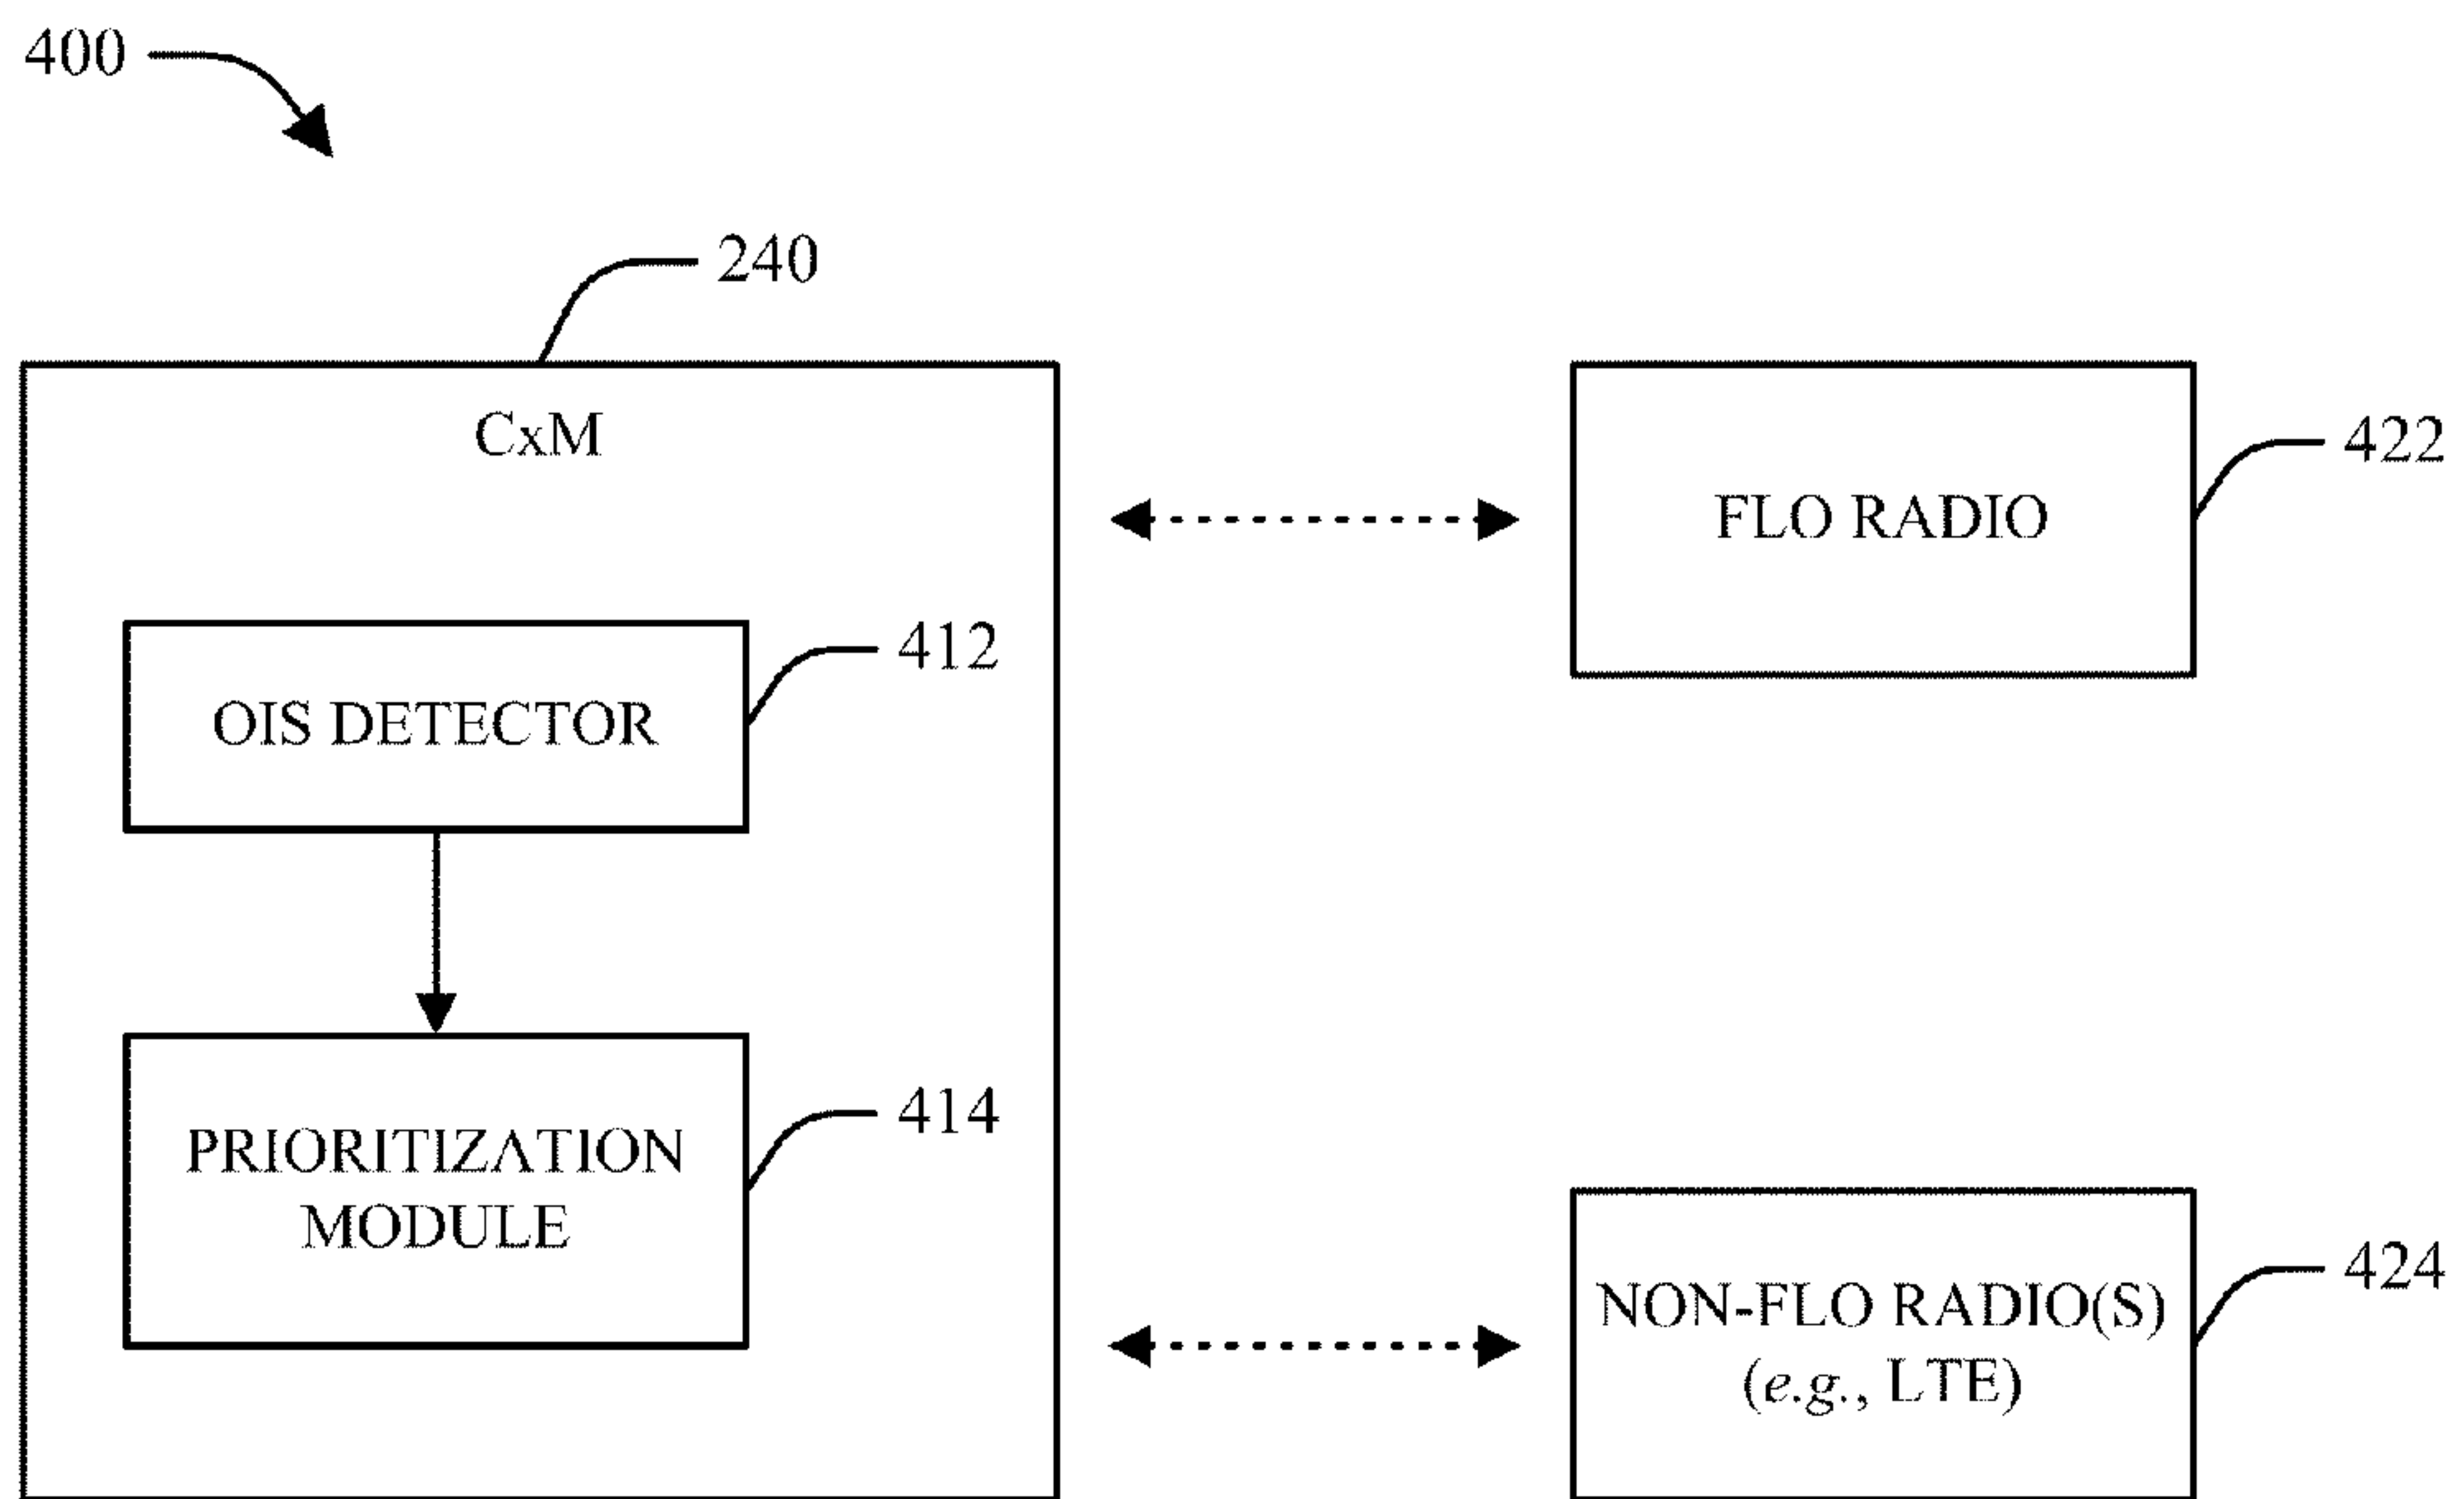 400
240
CxM
FLO RADIO
422
OIS DETECTOR
412
PRIORITIZATION
MODULE
414
NON-FLO RADIO(S)
(e.g., LTE)
424